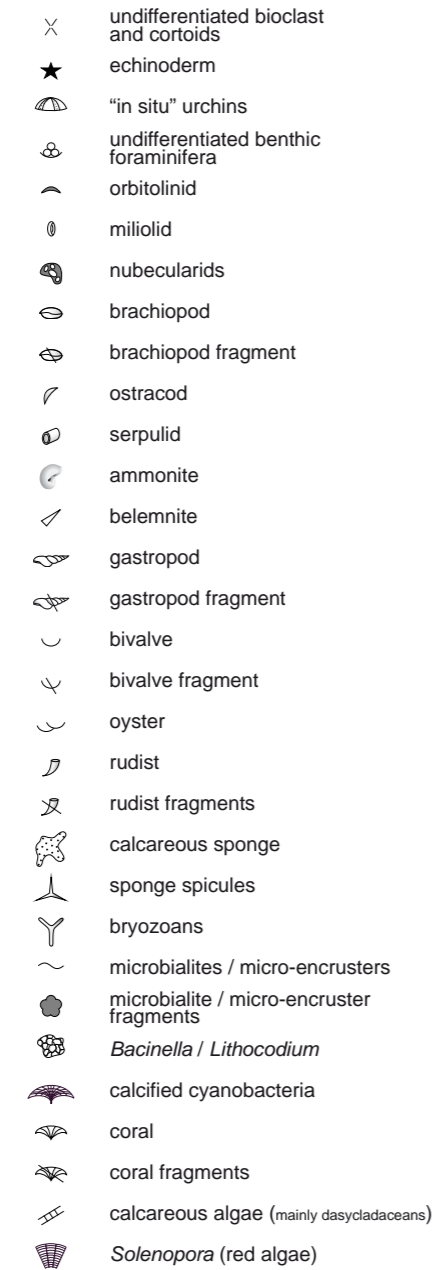 undifferentiated bioclast
and cortoids
echinoderm
“in situ” urchins
undifferentiated benthic
foraminifera
orbitolinid
miliolid
nubecularids
brachiopod
brachiopod fragment
ostracod
serpulid
ammonite
belemnite
gastropod
gastropod fragment
bivalve
bivalve fragment
oyster
rudist
rudist fragments
calcareous sponge
sponge spicules
bryozoans
microbialites / micro-encrusters
microbialite / micro-encruster
fragments
Bacinella / Lithocodium
calcified cyanobacteria
coral
coral fragments
calcareous algae (mainly dasycladaceans)
Solenopora (red algae)